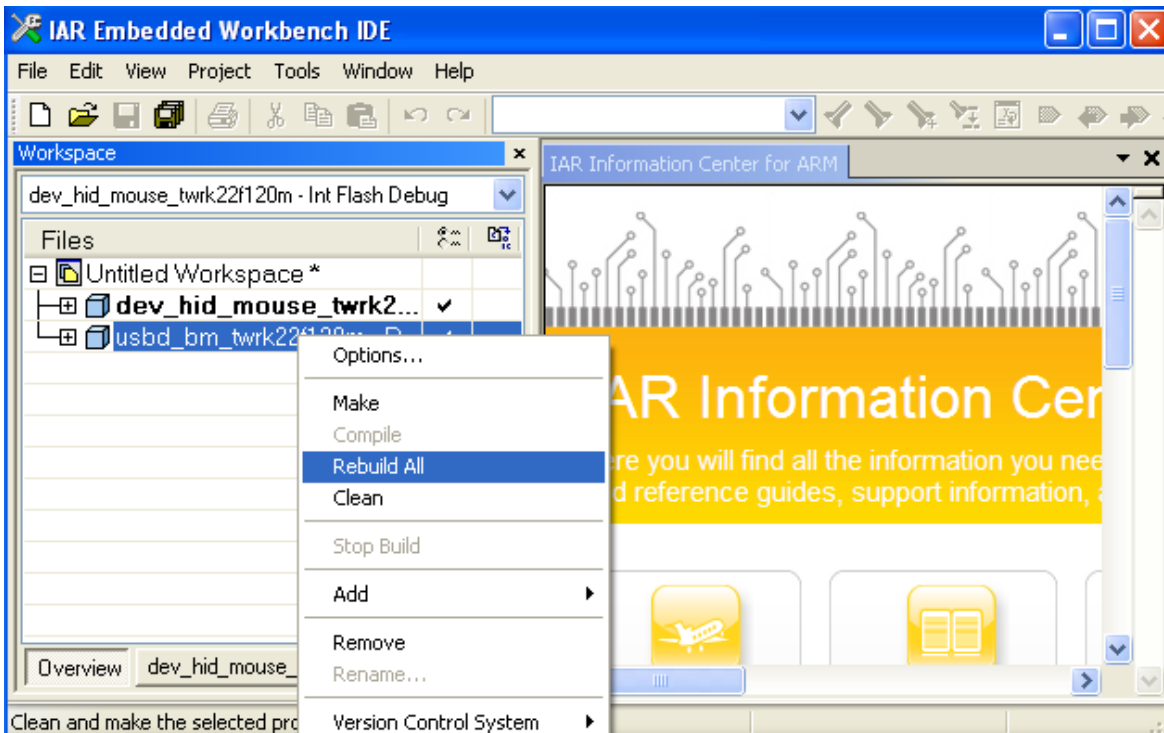 IAR Embedded Workbench IDE
File Edit View Project Tools Window Help
Workspace
IAR Information Center for ARM
dev_hid_mouse_twrk22f120m - Int Flash Debug
Files
Untitled Workspace *
dev_hid_mouse_twrk2...
usbd_bm_twrk22f120m - D
Options...
Make
Compile
Rebuild All
Clean
Stop Build
Add
Remove
Rename...
Version Control System
AR Information Cer
re you will find all the information you nee
d reference guides, support information, a
Overview dev_hid_mouse_
Clean and make the selected pro